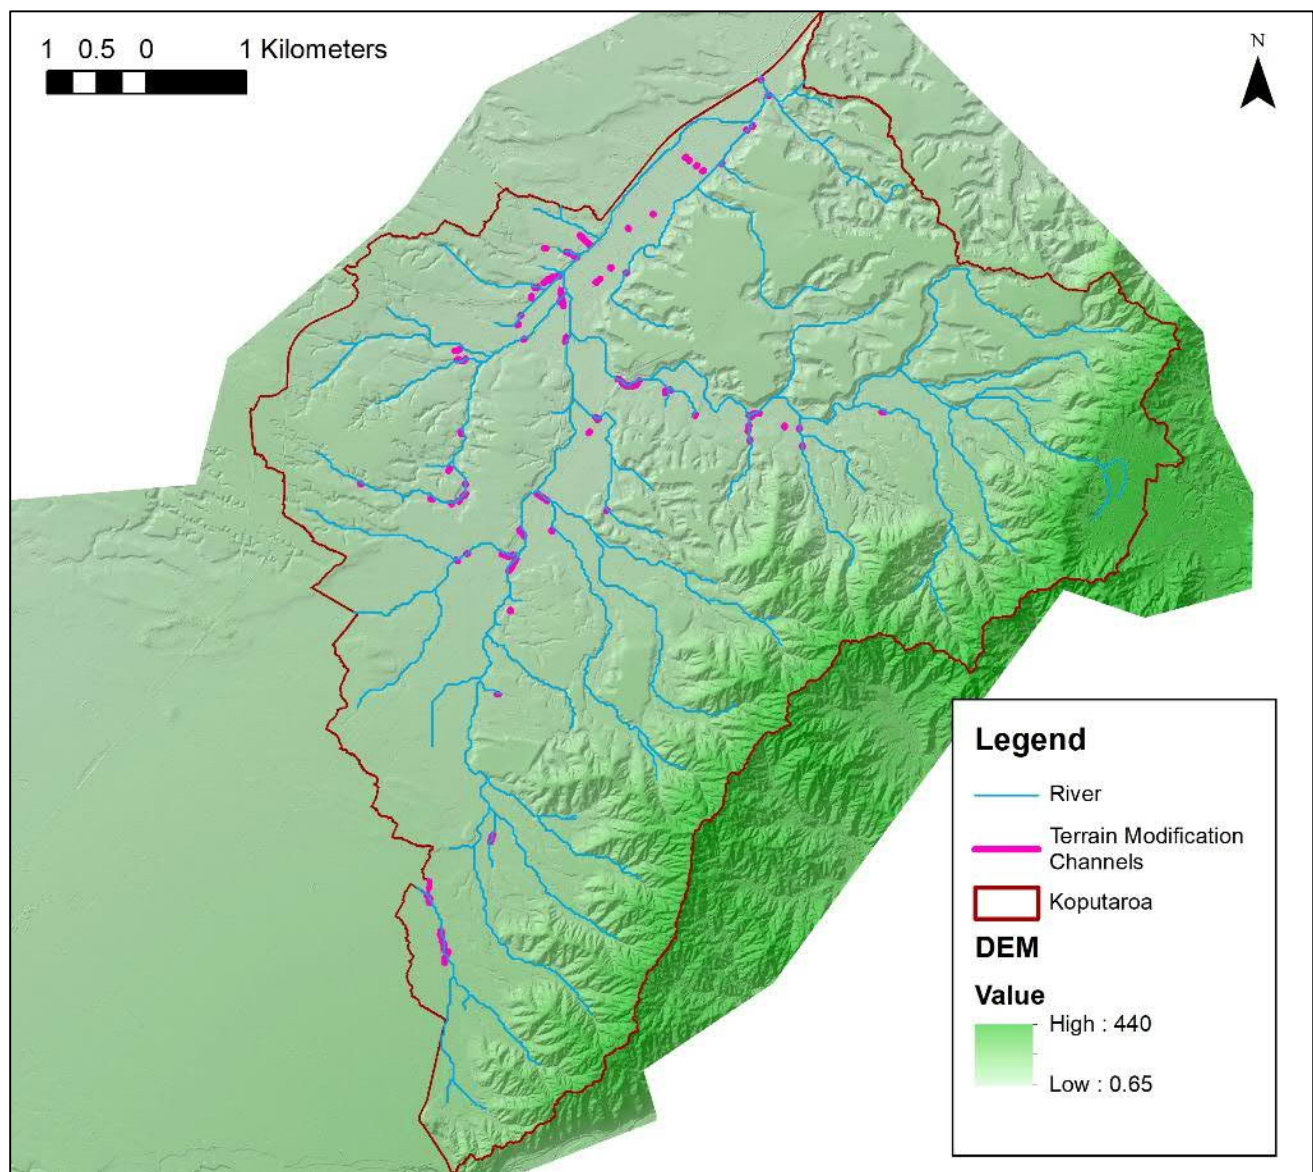 1 0.5 0 1 Kilometers
N
Legend
River
Terrain Modification
Channels
Koputaroa
DEM
Value
High : 440
Low : 0.65